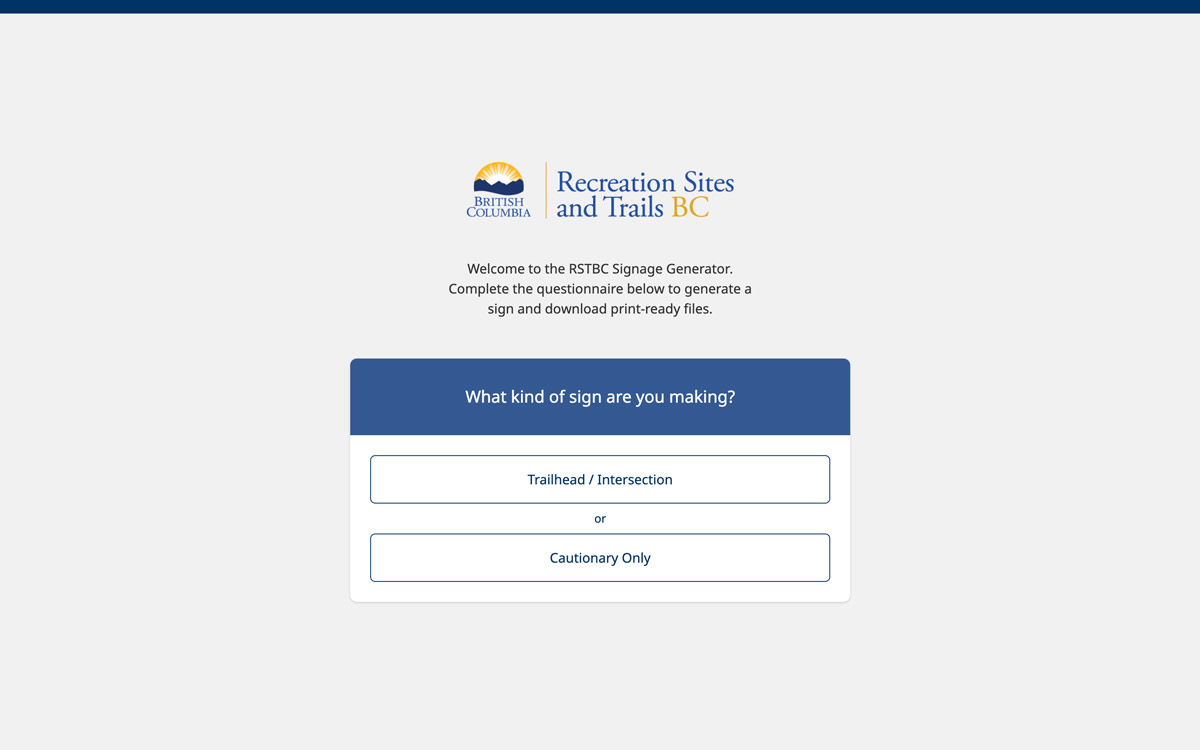 BRITISH
COLUMBIA
Recreation Sites
and Trails BC
Welcome to the RSTBC Signage Generator.
Complete the questionnaire below to generate a
sign and download print-ready files.
What kind of sign are you making?
Trailhead / Intersection
or
Cautionary Only